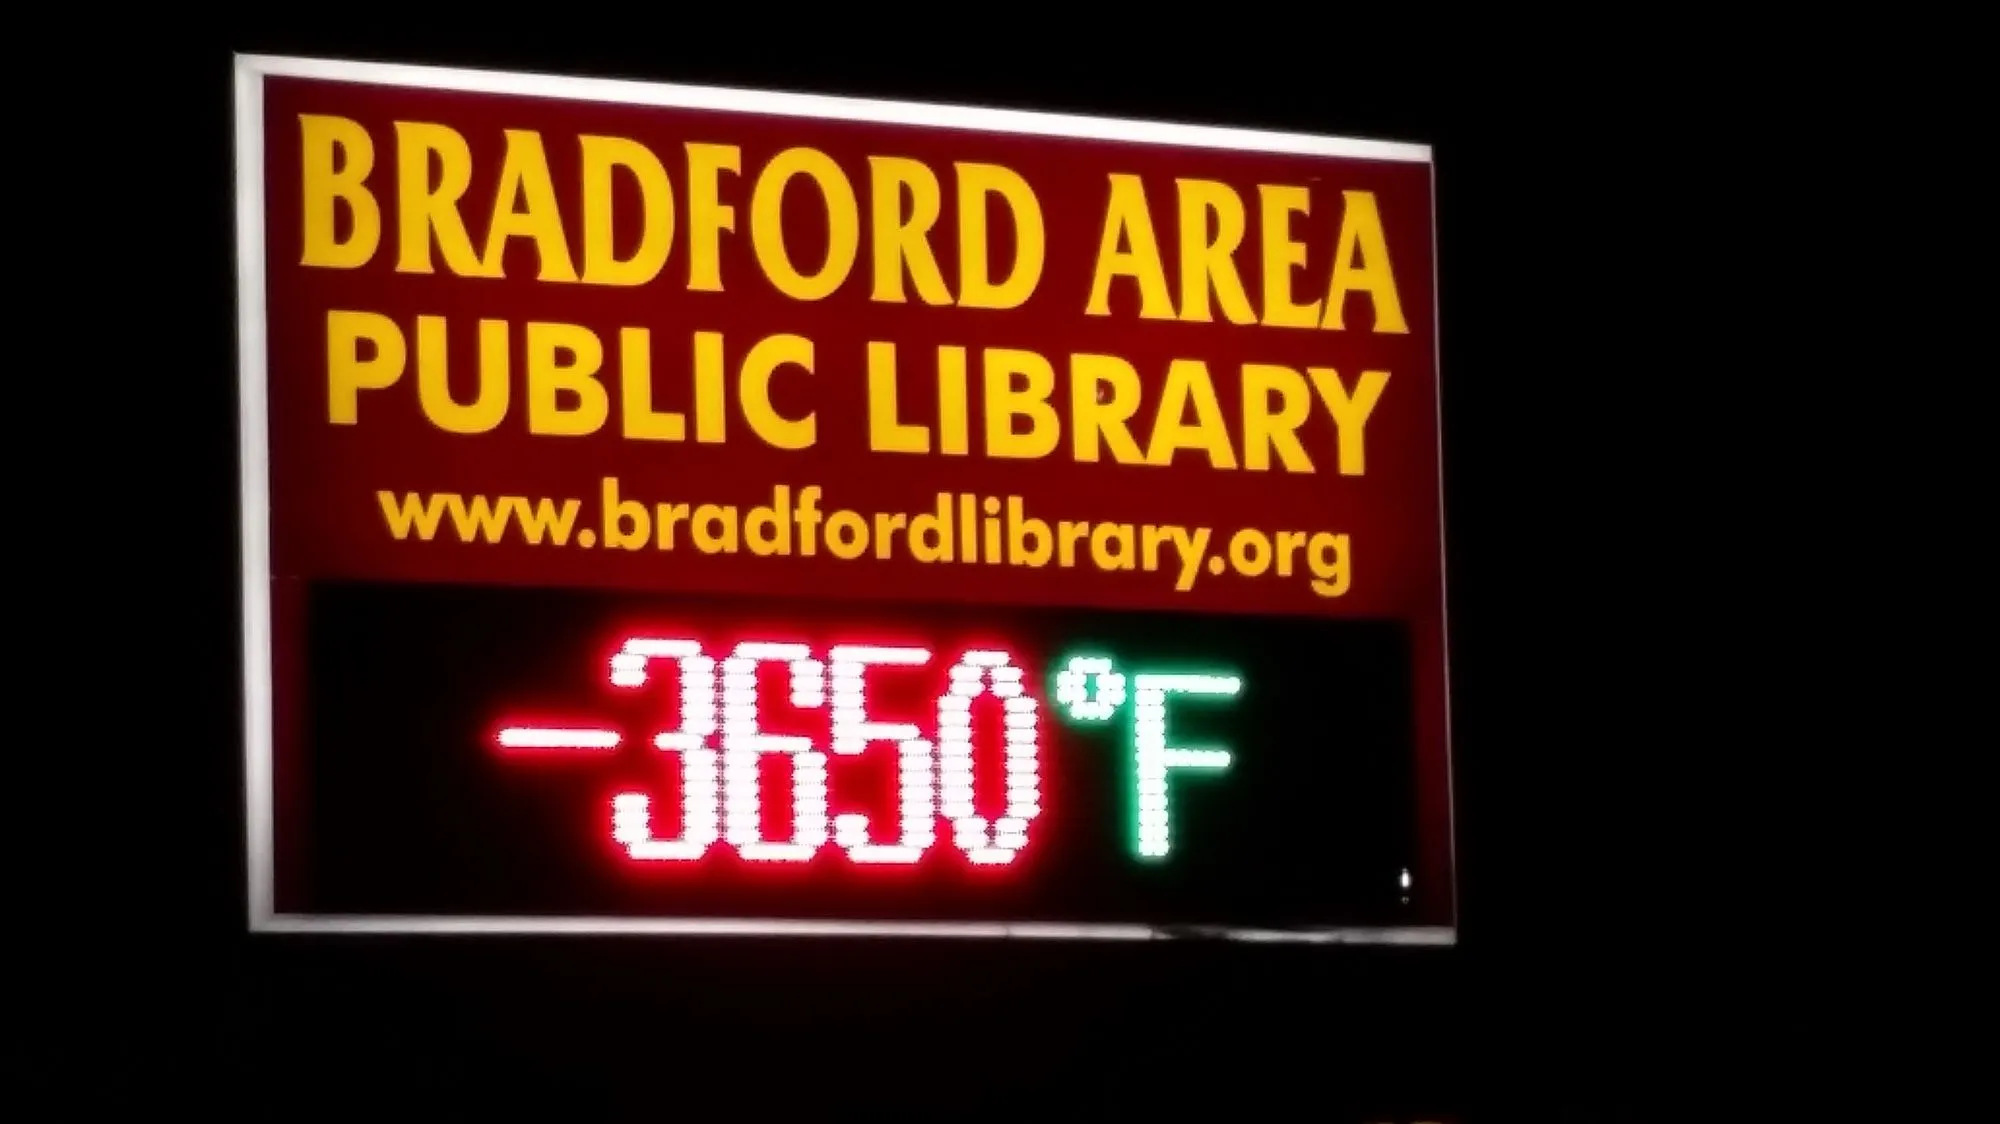 BRADFORD AREA
PUBLIC LIBRARY
www.bradfordlibrary.org
-3650°F